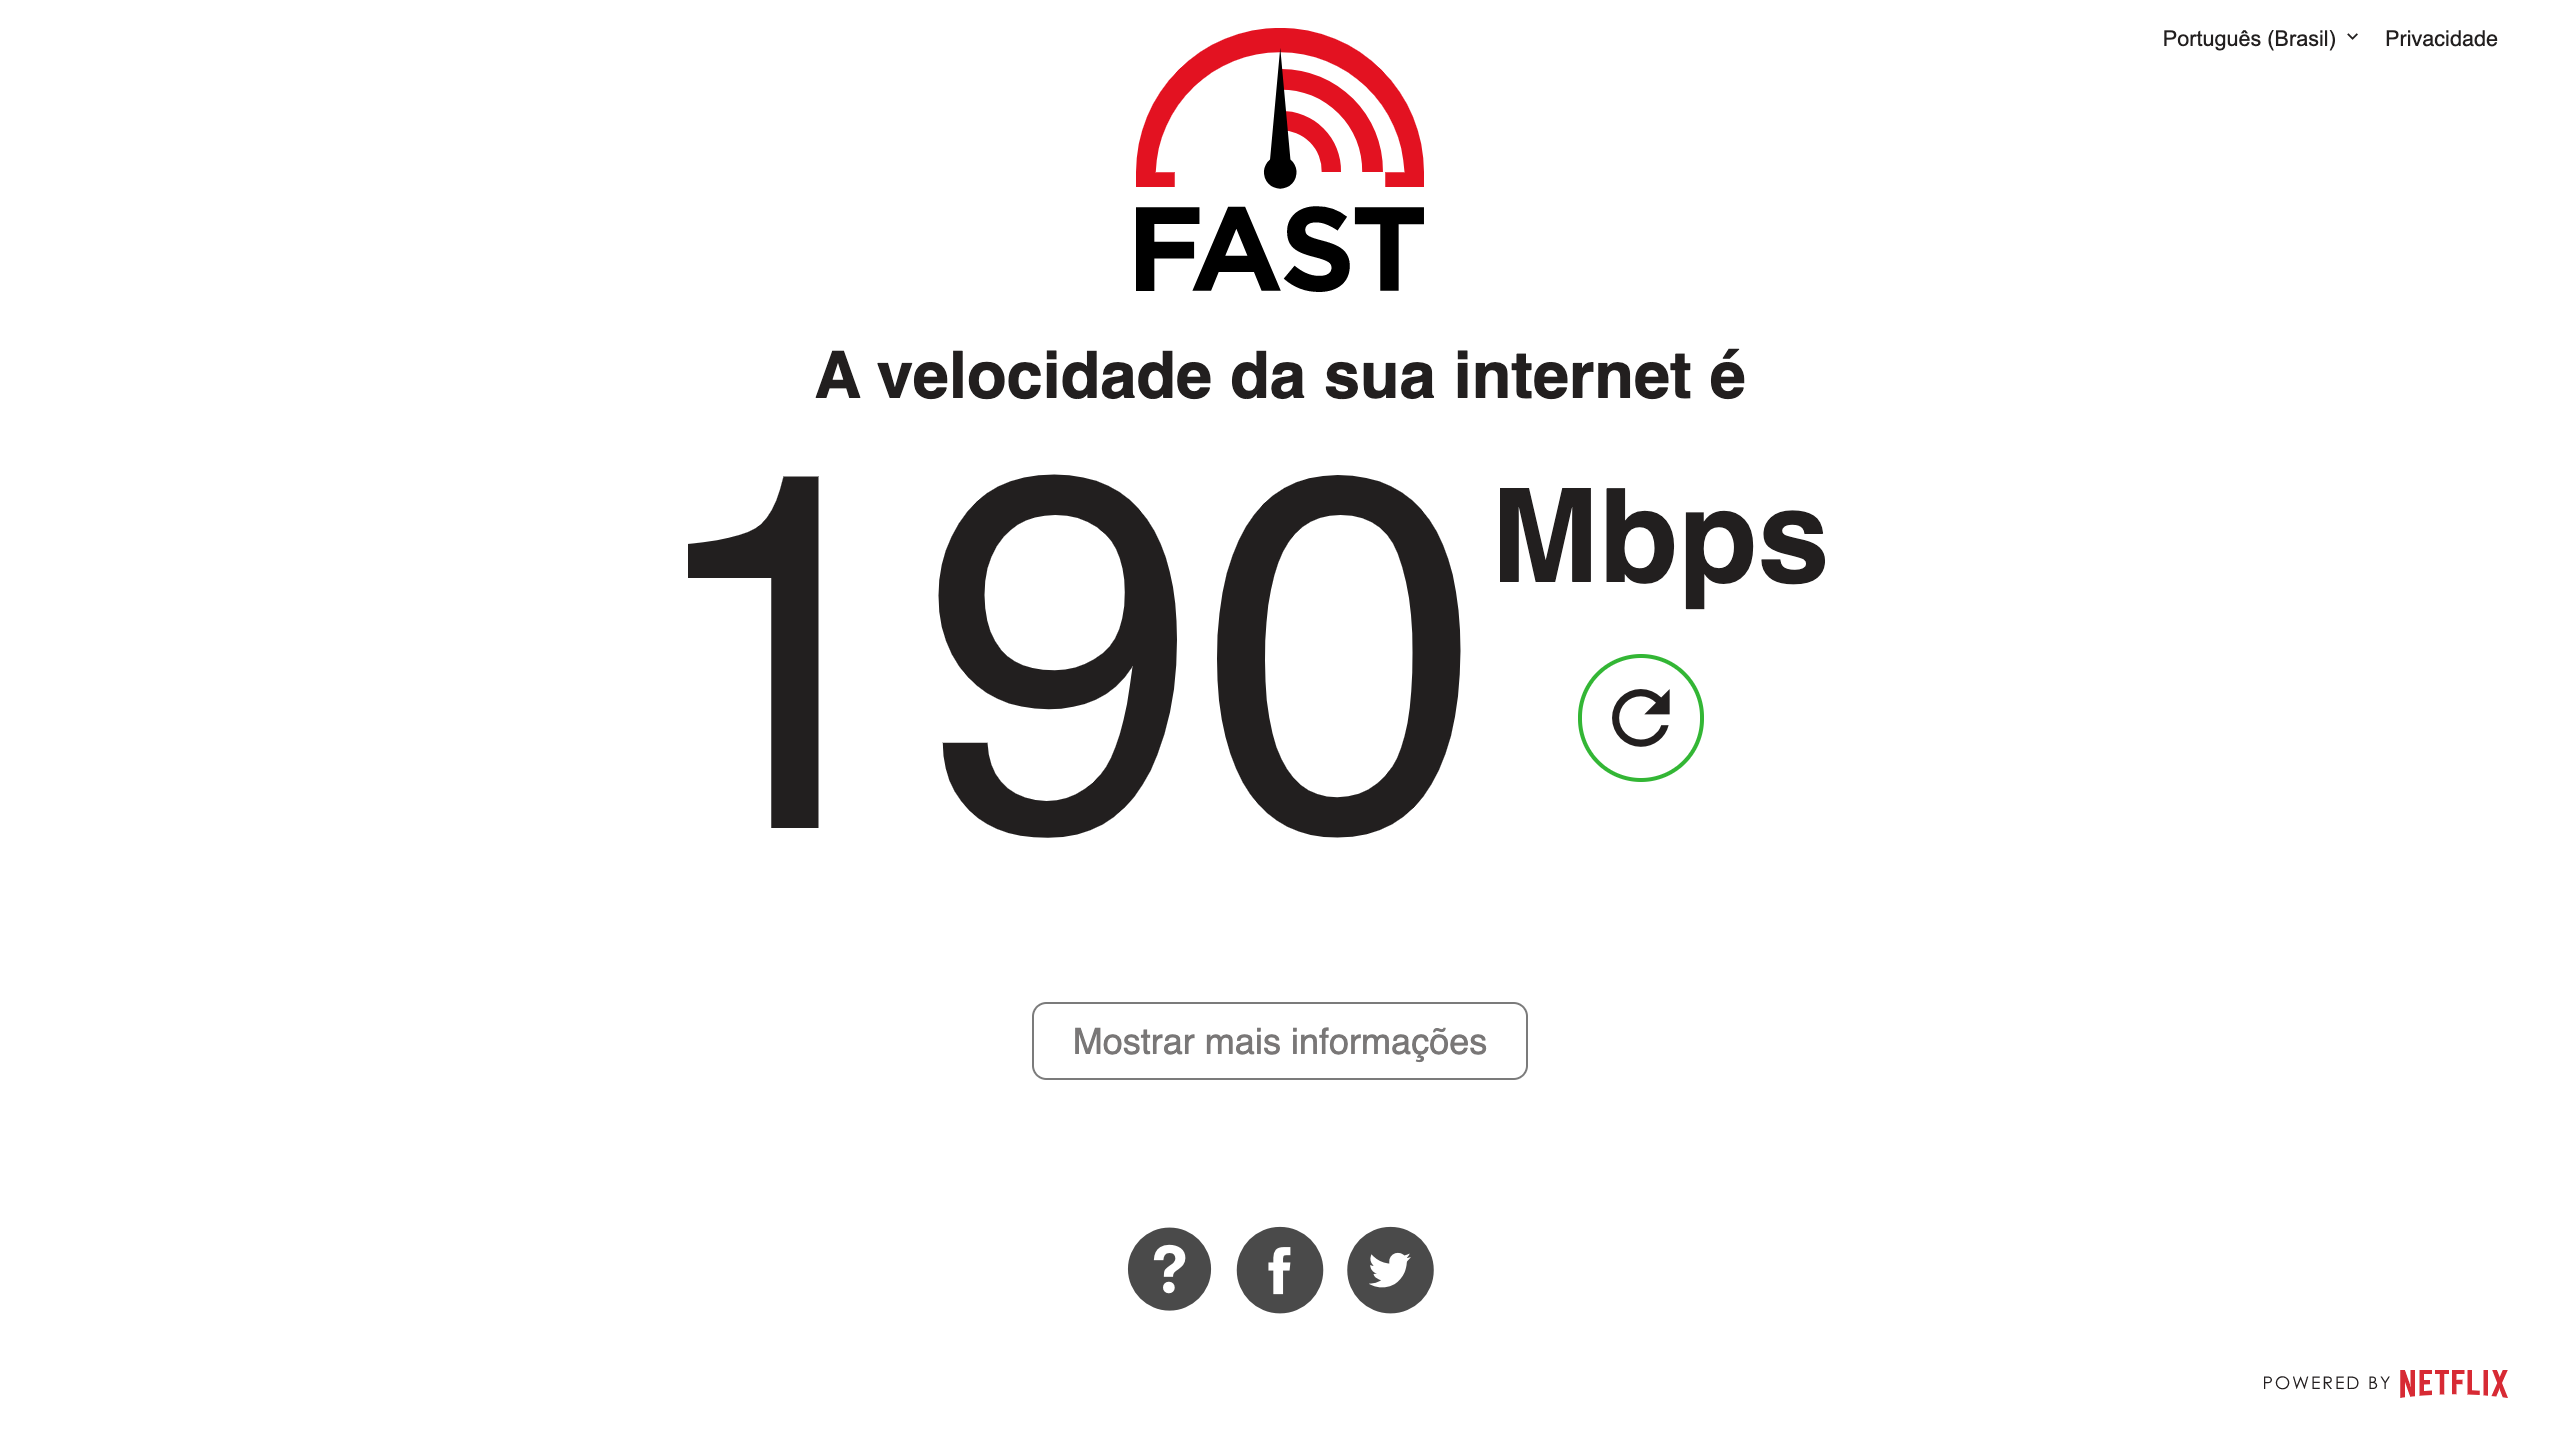 Português (Brasil) Privacidade
FAST
A velocidade da sua internet é
190 Mbps
Mostrar mais informações
POWERED BY NETFLIX